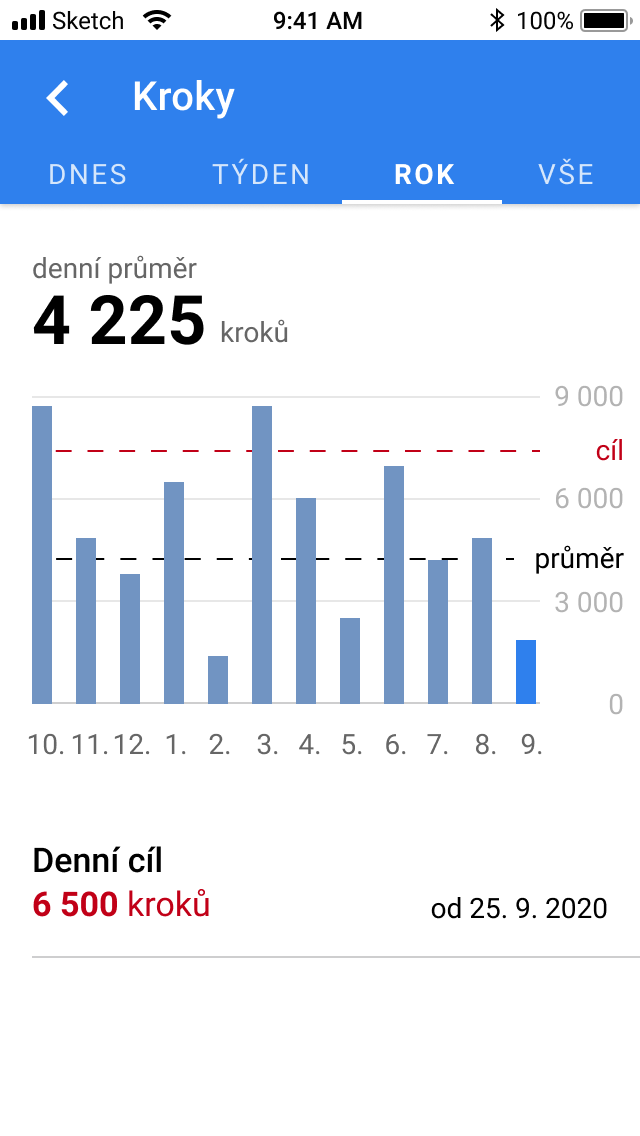 Sketch 9:41 AM 100%
Kroky
DNES TÝDEN ROK VŠE
denní průměr
4 225 kroků
9 000
cíl
6 000
průměr
3 000
0
10. 11. 12. 1. 2. 3. 4. 5. 6. 7. 8. 9.
Denní cíl
6 500 kroků od 25. 9. 2020